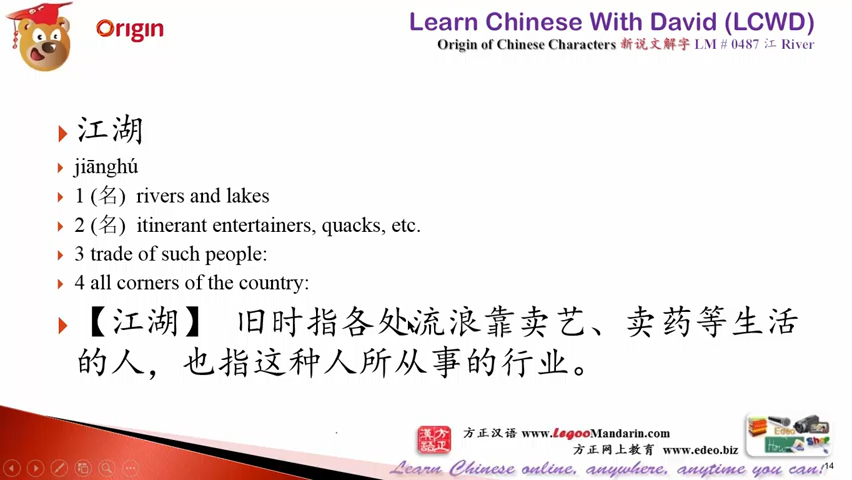 Origin
Learn Chinese With David (LCWD)
Origin of Chinese Characters 新说文解字 LM # 0487 江 River
江湖
jiānghú
1 (名) rivers and lakes
2 (名) itinerant entertainers, quacks, etc.
3 trade of such people:
4 all corners of the country:
【江湖】 旧时指各处流浪靠卖艺、卖药等生活
的人，也指这种人所从事的行业。
方正汉语 www.LegooMandarin.com
方正网上教育 www.edeo.biz
Learn Chinese online, anywhere, anytime you can!
14